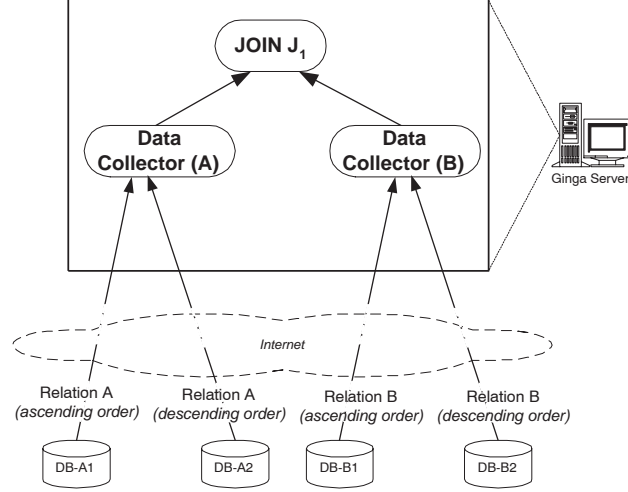 JOIN J1
Data
Collector (A)
Data
Collector (B)
Ginga Server
Internet
Relation A
(ascending order)
Relation A
(descending order)
Relation B
(ascending order)
Relation B
(descending order)
DB-A1
DB-A2
DB-B1
DB-B2